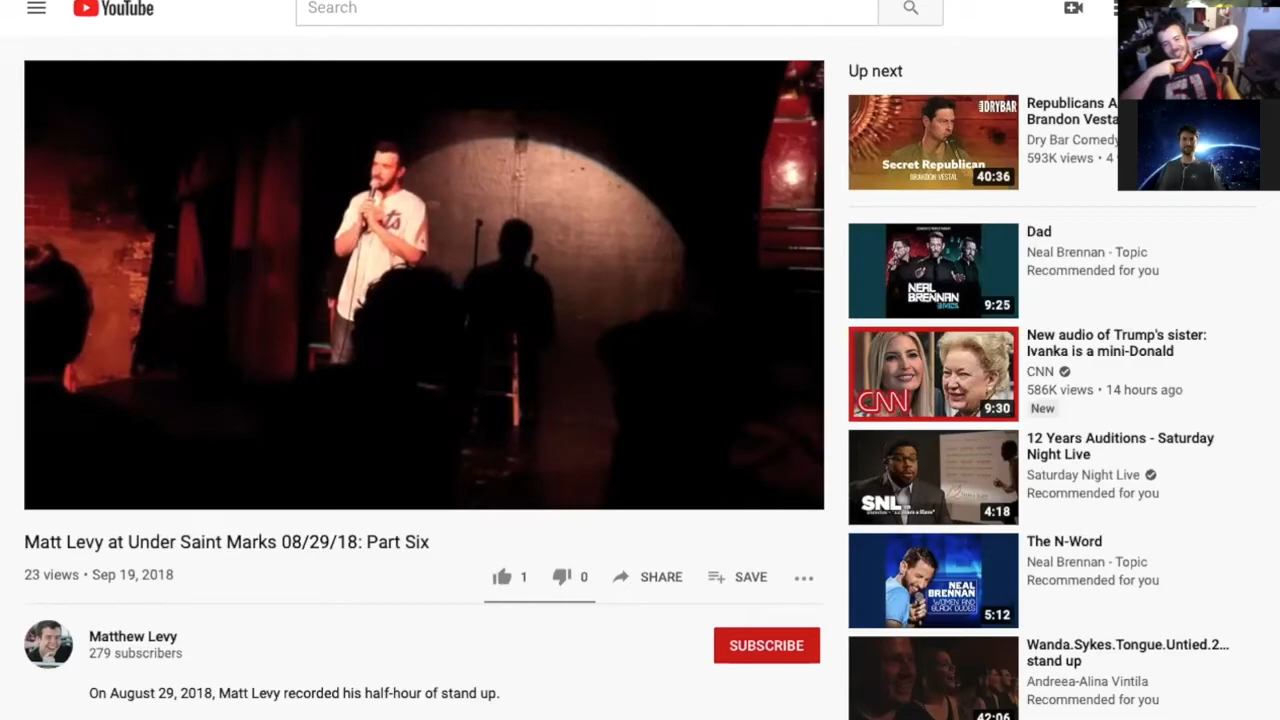 YouTube
Search
Up next
DRYBAR
Secret Republican
BRANDON VESTAL
40:36
Republicans A
Brandon Vesta
Dry Bar Comedy
593K views • 4
51
NEAL
BRENNAN
9:25
Dad
Neal Brennan - Topic
Recommended for you
CNN
9:30
New audio of Trump's sister:
Ivanka is a mini-Donald
CNN
586K views • 14 hours ago
New
SNL
4:18
12 Years Auditions - Saturday
Night Live
Saturday Night Live
Recommended for you
NEAL
BRENNAN
WOMEN AND
BLACK DUDES
5:12
The N-Word
Neal Brennan - Topic
Recommended for you
42:06
Wanda.Sykes.Tongue.Untied.2...
stand up
Andreea-Alina Vintila
Recommended for you
Matt Levy at Under Saint Marks 08/29/18: Part Six
23 views • Sep 19, 2018
1
0
SHARE
SAVE
Matthew Levy
279 subscribers
SUBSCRIBE
On August 29, 2018, Matt Levy recorded his half-hour of stand up.